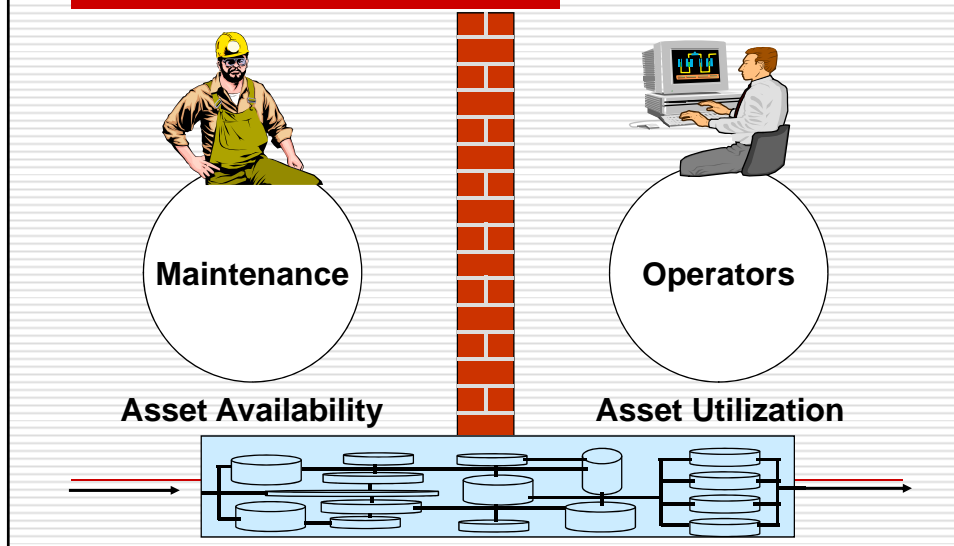 Maintenance
Operators
Asset Availability
Asset Utilization